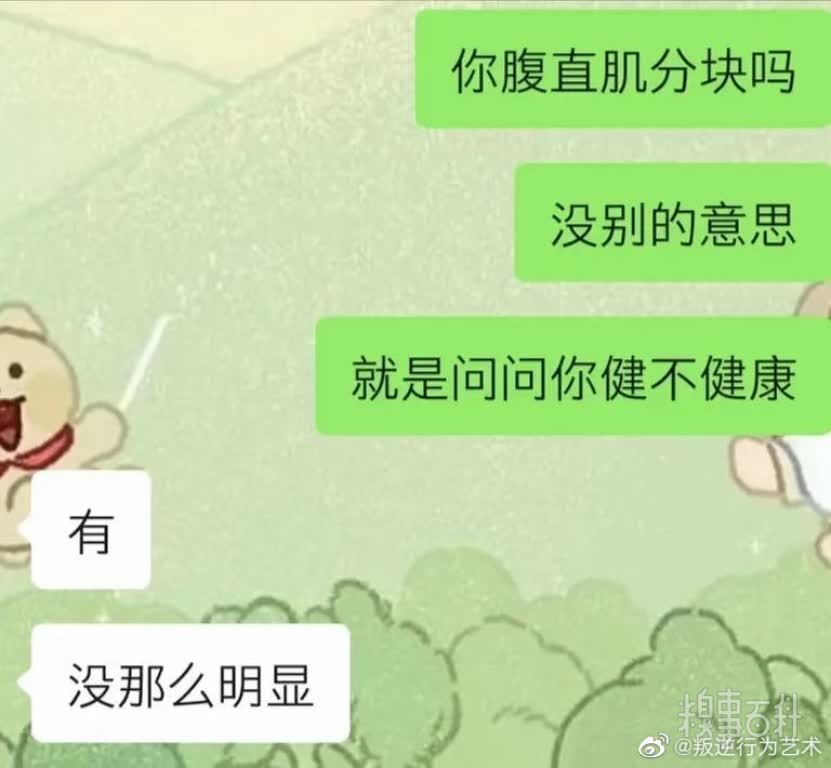 你腹直肌分块吗
没别的意思
就是问问你健不健康
有
没那么明显
糗事百科
@叛逆行为艺术